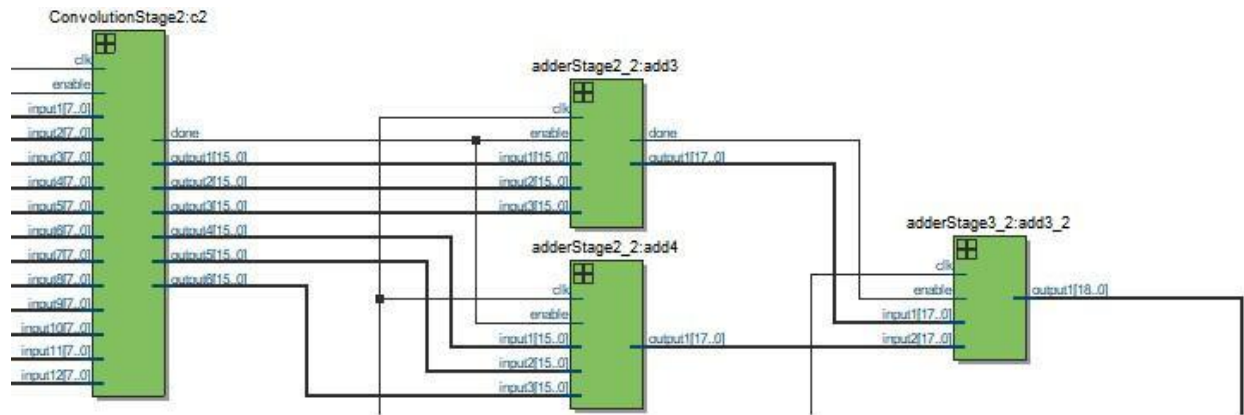 ConvolutionStage2:c2
clk
enable
input1[7..0]
input2[7..0]
input3[7..0]
input4[7..0]
input5[7..0]
input6[7..0]
input7[7..0]
input8[7..0]
input9[7..0]
input10[7..0]
input11[7..0]
input12[7..0]
done
output1[15..0]
output2[15..0]
output3[15..0]
output4[15..0]
output5[15..0]
output6[15..0]
adderStage2_2:add3
clk
enable
input1[15..0]
input2[15..0]
input3[15..0]
done
output1[17..0]
adderStage2_2:add4
clk
enable
input1[15..0]
input2[15..0]
input3[15..0]
output1[17..0]
adderStage3_2:add3_2
clk
enable
input1[17..0]
input2[17..0]
output1[18..0]